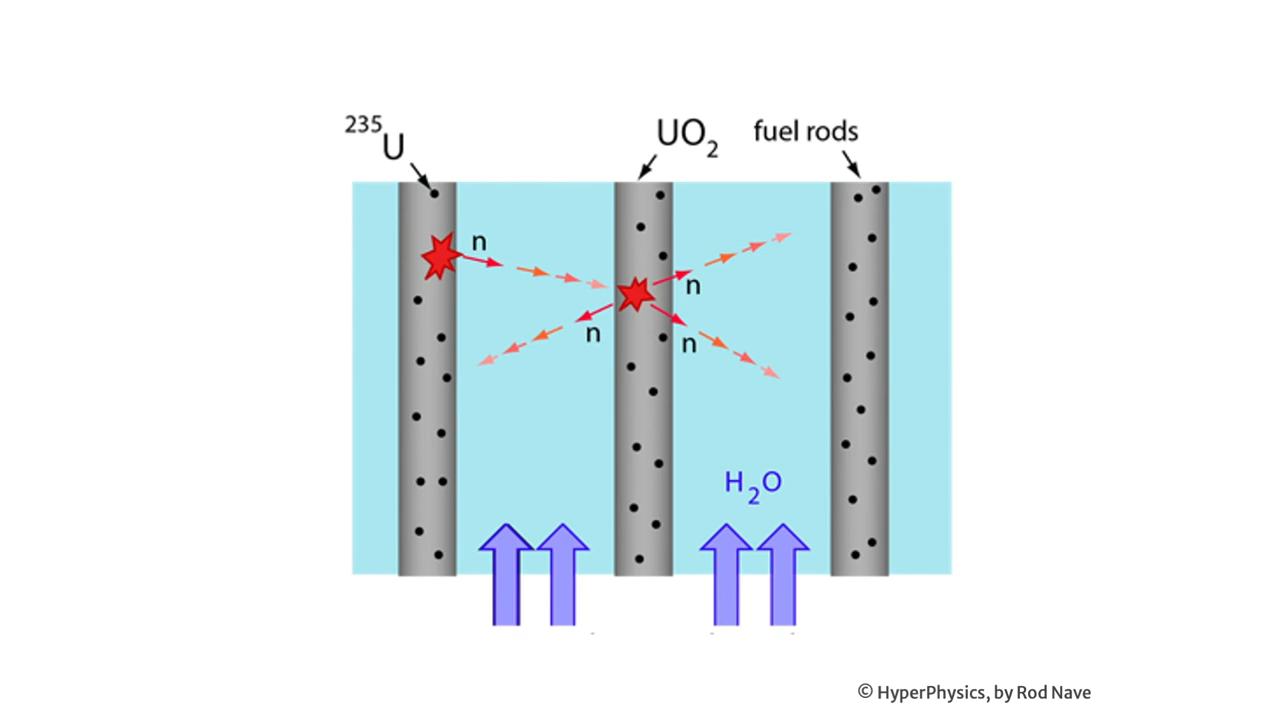 ²³⁵U
UO₂
fuel rods
n
n
n
n
H₂O
© HyperPhysics, by Rod Nave